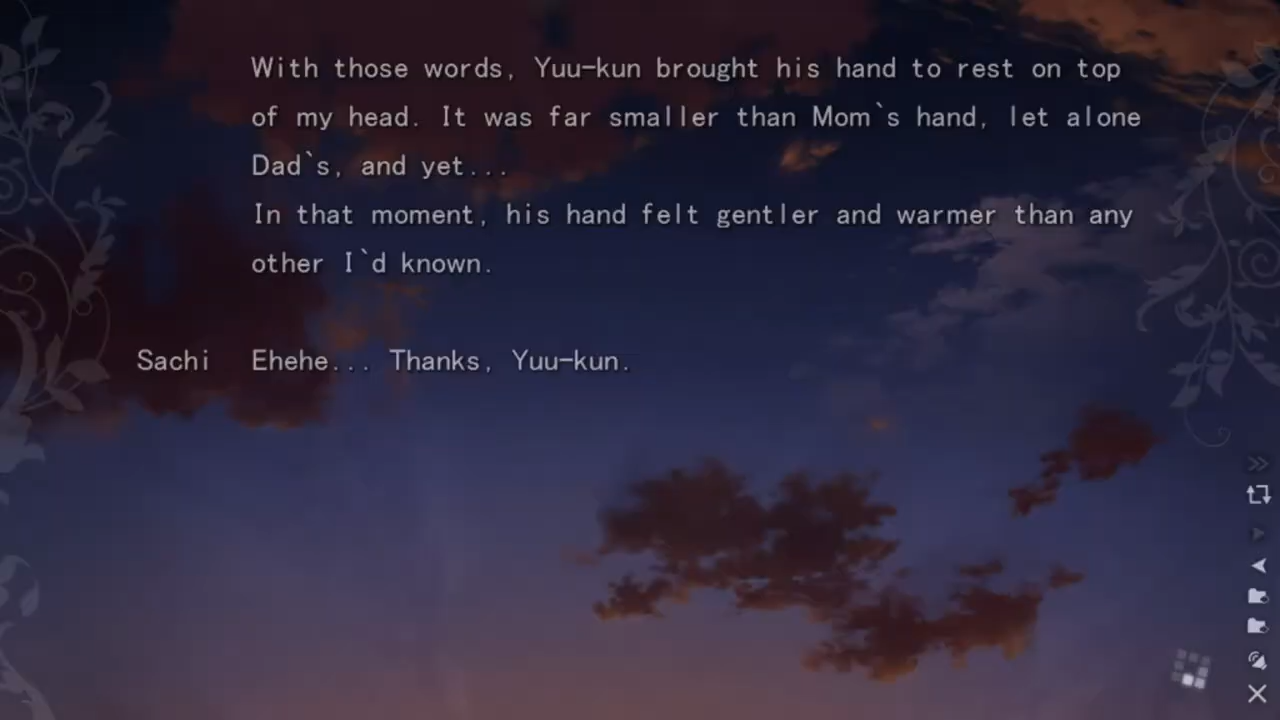 With those words, Yuu-kun brought his hand to rest on top
of my head. It was far smaller than Mom`s hand, let alone
Dad`s, and yet...
In that moment, his hand felt gentler and warmer than any
other I`d known.
Sachi Ehehe... Thanks, Yuu-kun.